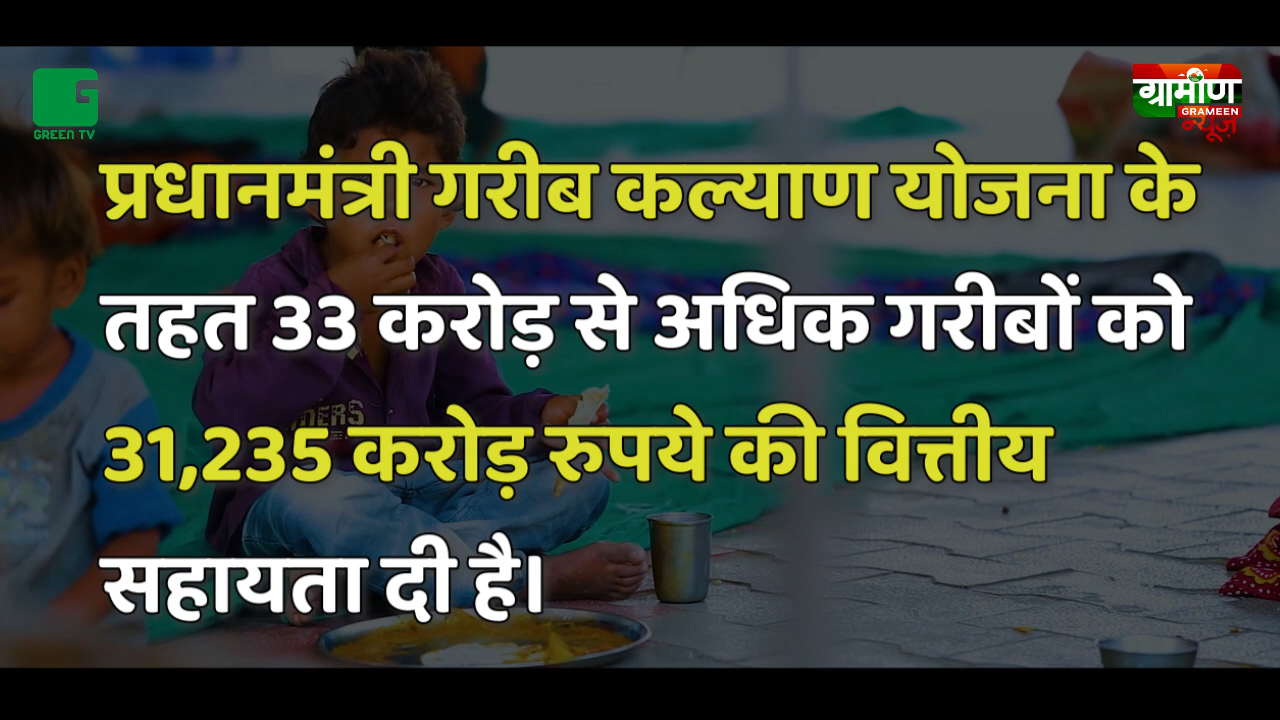 GREEN TV
ग्रामीण
GRAMEEN
न्यूज़
प्रधानमंत्री गरीब कल्याण योजना के
तहत 33 करोड़ से अधिक गरीबों को
31,235 करोड़ रुपये की वित्तीय
सहायता दी है।